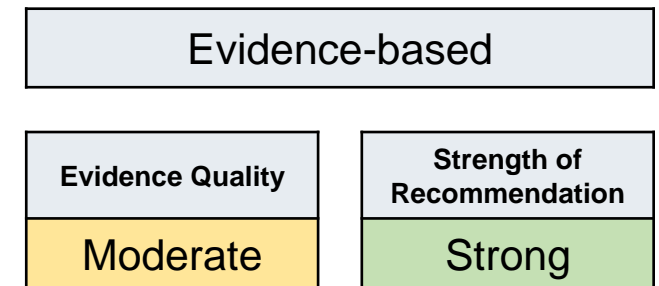 Evidence-based
Evidence Quality
Strength of
Recommendation
Moderate
Strong